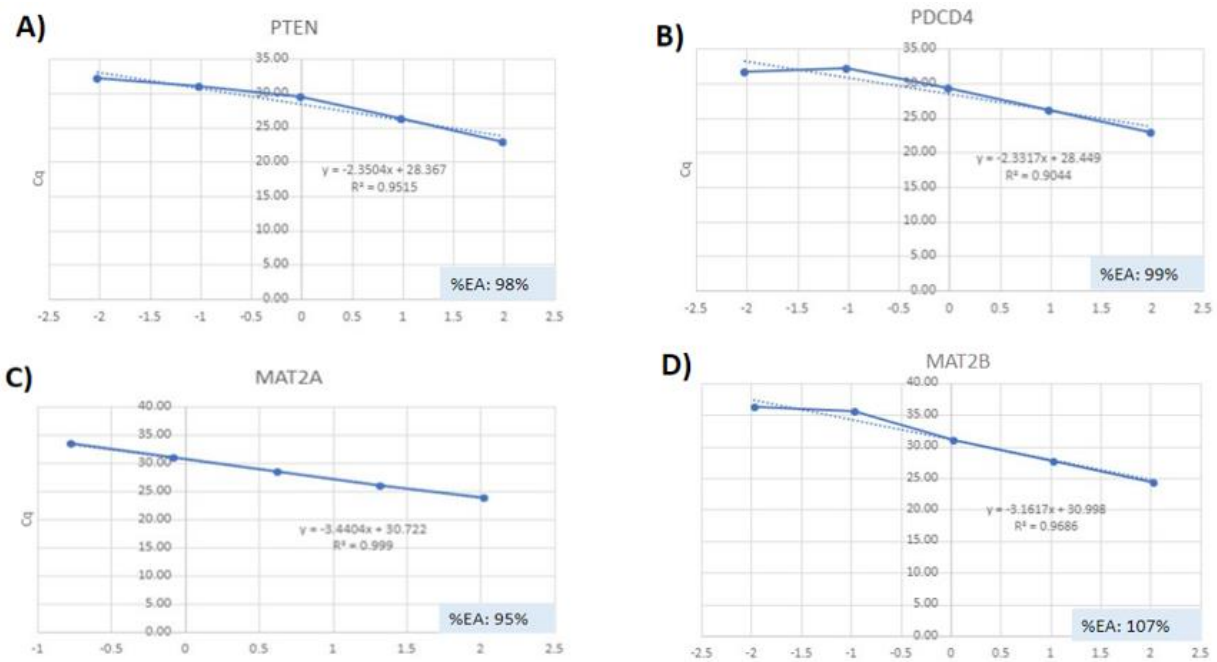 A)
PTEN
35.00
30.00
25.00
20.00
15.00
10.00
5.00
0.00
Cq
y = -2.3504x + 28.367
R² = 0.9515
%EA: 98%
-2.5 -2 -1.5 -1 -0.5 0 0.5 1 1.5 2 2.5
B)
PDCD4
35.00
30.00
25.00
20.00
15.00
10.00
5.00
0.00
Cq
y = -2.3317x + 28.449
R² = 0.9044
%EA: 99%
-2.5 -2 -1.5 -1 -0.5 0 0.5 1 1.5 2 2.5
C)
MAT2A
40.00
35.00
30.00
25.00
20.00
15.00
10.00
5.00
0.00
Cq
y = -3.4404x + 30.722
R² = 0.999
%EA: 95%
-1 -0.5 0 0.5 1 1.5 2 2.5
D)
MAT2B
40.00
35.00
30.00
25.00
20.00
15.00
10.00
5.00
0.00
y = -3.1617x + 30.998
R² = 0.9686
%EA: 107%
-2.5 -2 -1.5 -1 -0.5 0 0.5 1 1.5 2 2.5